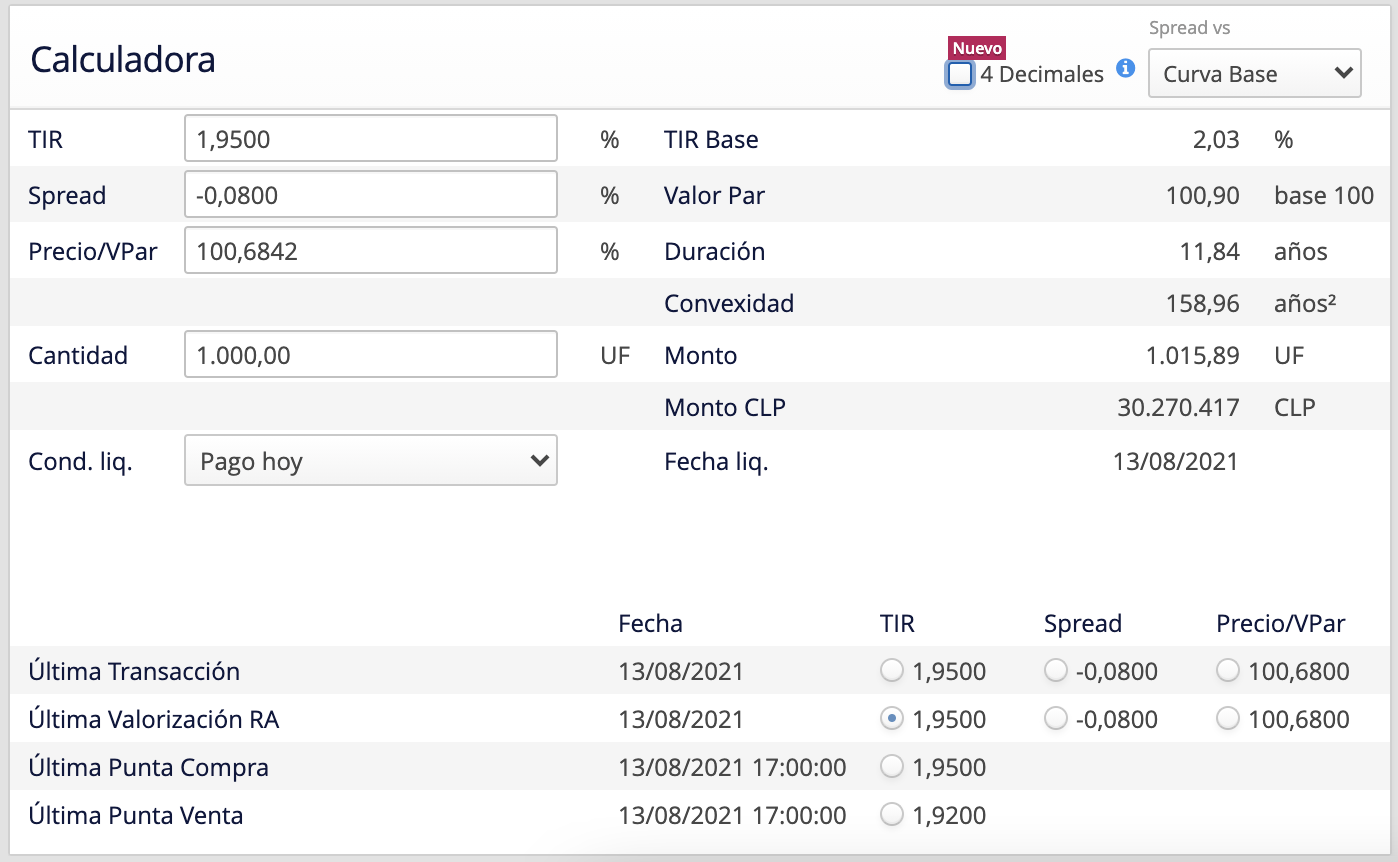 Spread vs
Nuevo
Calculadora 4 Decimales i Curva Base
TIR 1,9500 % TIR Base 2,03 %
Spread -0,0800 % Valor Par 100,90 base 100
Precio/VPar 100,6842 % Duración 11,84 años
Convexidad 158,96 años²
Cantidad 1.000,00 UF Monto 1.015,89 UF
Monto CLP 30.270.417 CLP
Cond. liq. Pago hoy Fecha liq. 13/08/2021
Fecha TIR Spread Precio/VPar
Última Transacción 13/08/2021 1,9500 -0,0800 100,6800
Última Valorización RA 13/08/2021 1,9500 -0,0800 100,6800
Última Punta Compra 13/08/2021 17:00:00 1,9500
Última Punta Venta 13/08/2021 17:00:00 1,9200